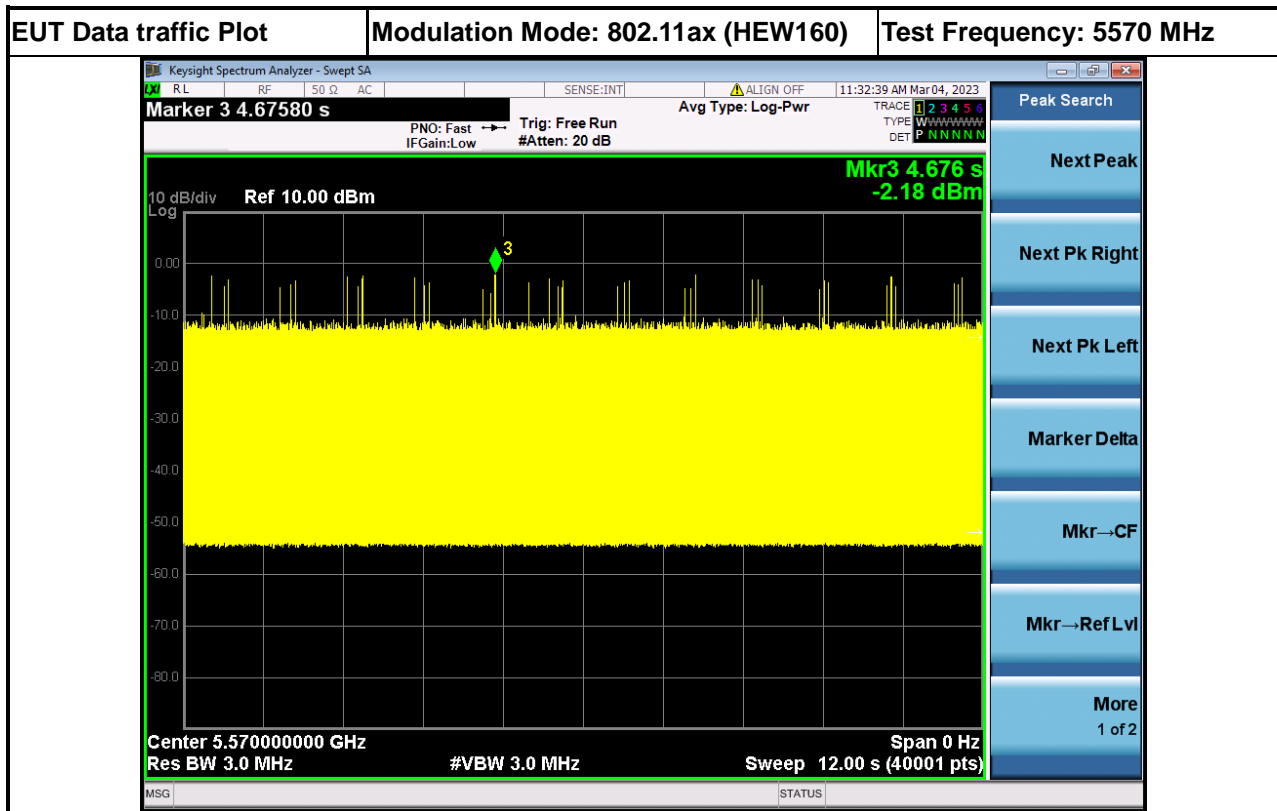 EUT Data traffic Plot Modulation Mode: 802.11ax (HEW160) Test Frequency: 5570 MHz
Keysight Spectrum Analyzer - Swept SA
LXI RL RF 50 Ω AC SENSE:INT ALIGN OFF 11:32:39 AM Mar 04, 2023
Marker 3 4.67580 s
PNO: Fast
IFGain:Low
Trig: Free Run
#Atten: 20 dB
Avg Type: Log-Pwr
TRACE 1 2 3 4 5 6
TYPE WWWWWW
DET P N N N N N
Mkr3 4.676 s
-2.18 dBm
10 dB/div Ref 10.00 dBm
Log
3
0.00
-10.0
-20.0
-30.0
-40.0
-50.0
-60.0
-70.0
-80.0
Center 5.570000000 GHz Span 0 Hz
Res BW 3.0 MHz #VBW 3.0 MHz Sweep 12.00 s (40001 pts)
MSG STATUS
Peak Search
Next Peak
Next Pk Right
Next Pk Left
Marker Delta
Mkr→CF
Mkr→Ref Lvl
More
1 of 2